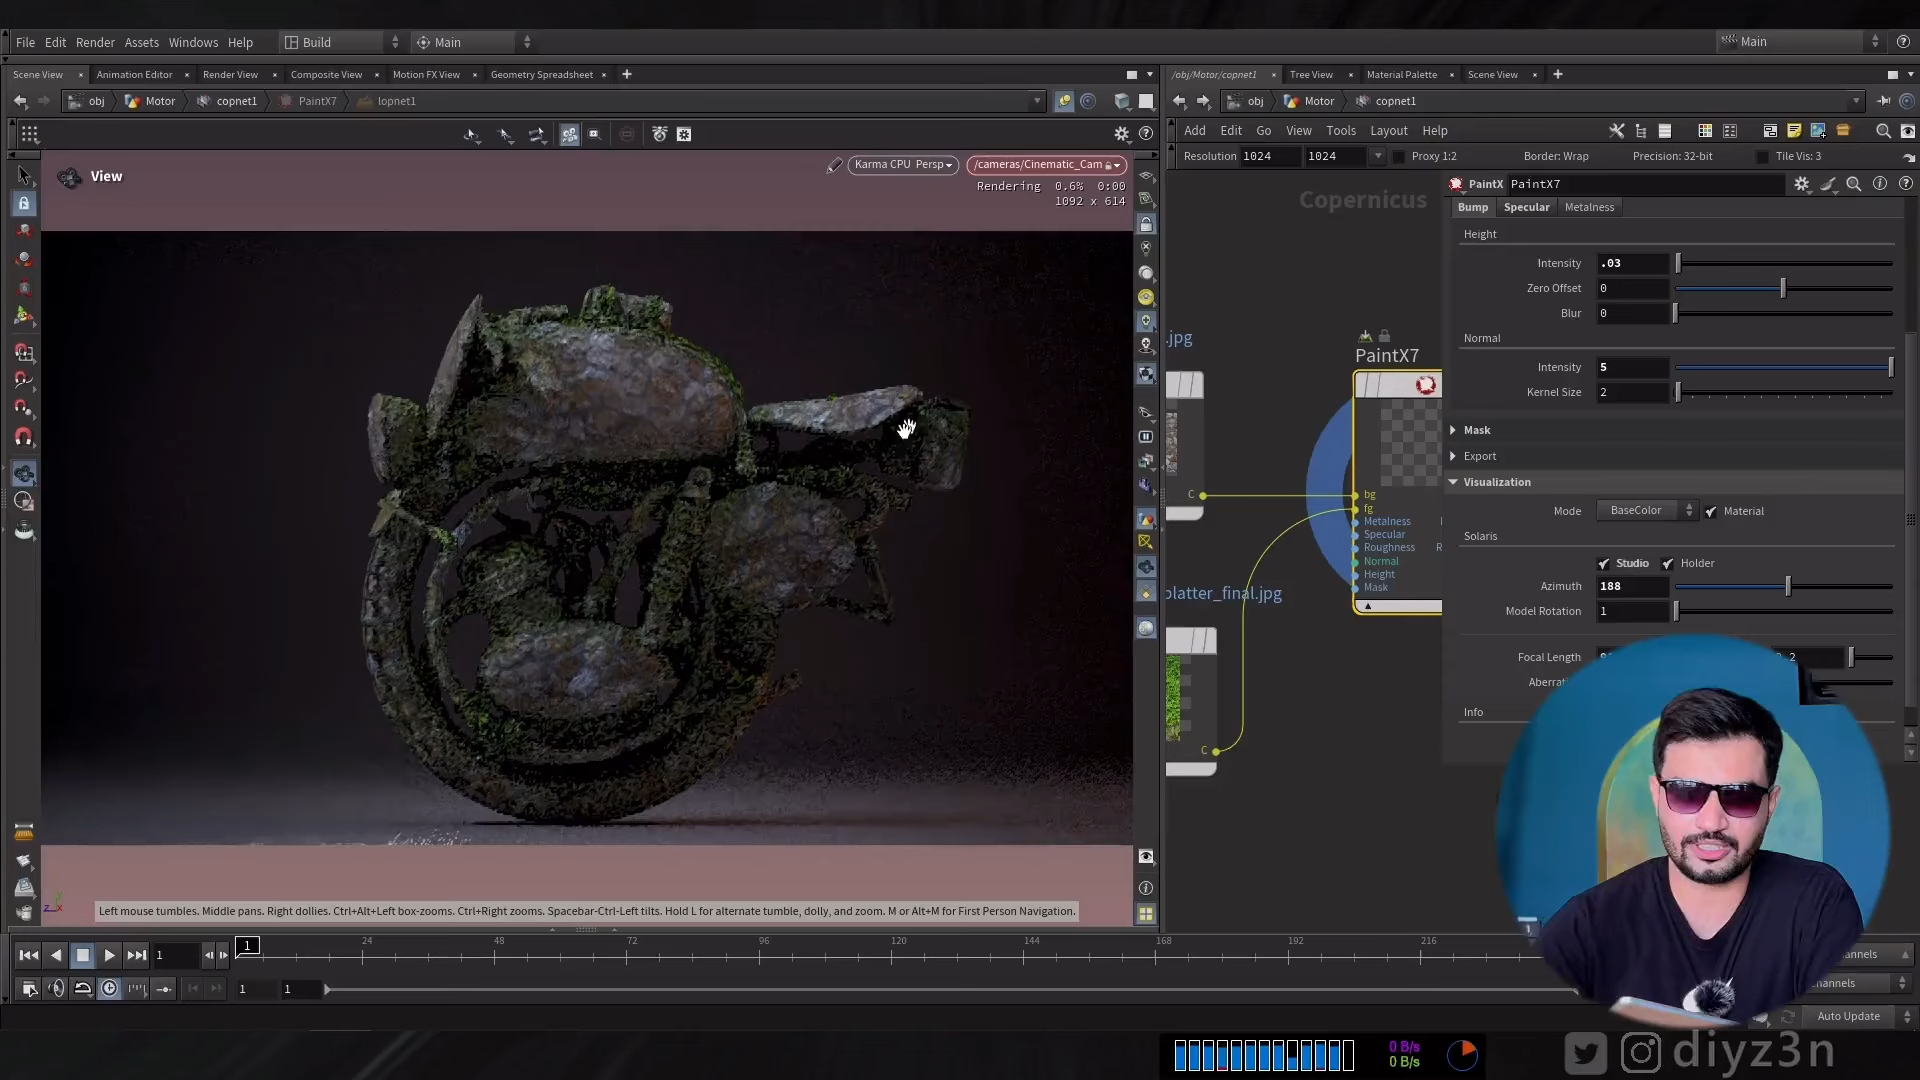 File Edit Render Assets Windows Help Build Main Main
Scene View Animation Editor Render View Composite View Motion FX View Geometry Spreadsheet
/obj/Motor/copnet1 Tree View Material Palette Scene View
obj Motor copnet1 PaintX7 lopnet1
obj Motor copnet1
Add Edit Go View Tools Layout Help
Resolution 1024 1024 Proxy 1:2 Border: Wrap Precision: 32-bit Tile Vis: 3
View
Karma CPU Persp /cameras/Cinematic_Cam
Rendering 0.6% 0:00
1092 x 614
Copernicus
PaintX PaintX7
Bump Specular Metalness
Height
Intensity .03
Zero Offset 0
Blur 0
Normal
Intensity 5
Kernel Size 2
Mask
Export
Visualization
Mode BaseColor Material
Solaris
Studio Holder
Azimuth 188
Model Rotation 1
Focal Length
Info
.jpg
PaintX7
C
bg
fg
Metalness
Specular
Roughness R
Normal
Height
Mask
platter_final.jpg
C
Left mouse tumbles. Middle pans. Right dollies. Ctrl+Alt+Left box-zooms. Ctrl+Right zooms. Spacebar-Ctrl-Left tilts. Hold L for alternate tumble, dolly, and zoom. M or Alt+M for First Person Navigation.
z x
1 1 24 48 72 96 120 144 168 192 216
1 1
Auto Update
0 B/s
0 B/s
diyz3n